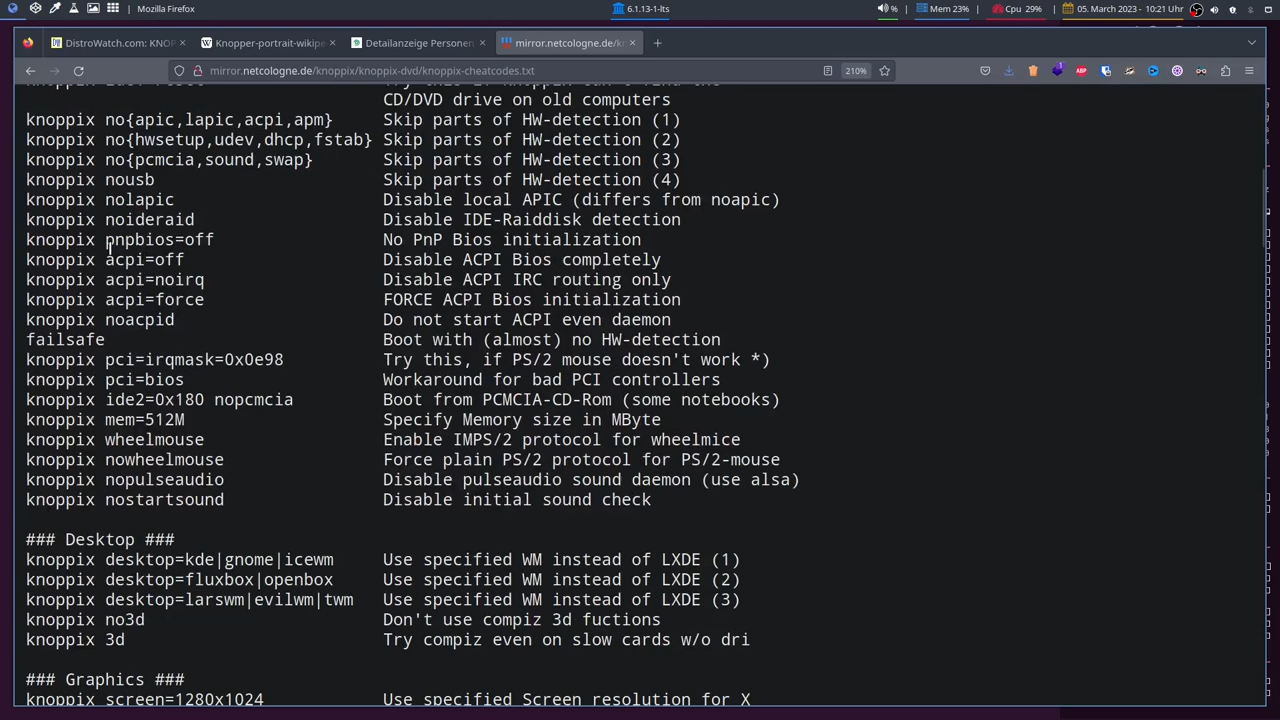 Mozilla Firefox
6.1.13-1-lts
%
Mem 23%
Cpu 29%
05. March 2023 - 10:21 Uhr
DistroWatch.com: KNOP
Knopper-portrait-wikipe
Detailanzeige Personen
mirror.netcologne.de/kn
mirror.netcologne.de/knoppix/knoppix-dvd/knoppix-cheatcodes.txt
210%
1
ABP
CD/DVD drive on old computers
knoppix no{apic,lapic,acpi,apm} Skip parts of HW-detection (1)
knoppix no{hwsetup,udev,dhcp,fstab} Skip parts of HW-detection (2)
knoppix no{pcmcia,sound,swap} Skip parts of HW-detection (3)
knoppix nousb Skip parts of HW-detection (4)
knoppix nolapic Disable local APIC (differs from noapic)
knoppix noideraid Disable IDE-Raiddisk detection
knoppix pnpbios=off No PnP Bios initialization
knoppix acpi=off Disable ACPI Bios completely
knoppix acpi=noirq Disable ACPI IRC routing only
knoppix acpi=force FORCE ACPI Bios initialization
knoppix noacpid Do not start ACPI even daemon
failsafe Boot with (almost) no HW-detection
knoppix pci=irqmask=0x0e98 Try this, if PS/2 mouse doesn't work *)
knoppix pci=bios Workaround for bad PCI controllers
knoppix ide2=0x180 nopcmcia Boot from PCMCIA-CD-Rom (some notebooks)
knoppix mem=512M Specify Memory size in MByte
knoppix wheelmouse Enable IMPS/2 protocol for wheelmice
knoppix nowheelmouse Force plain PS/2 protocol for PS/2-mouse
knoppix nopulseaudio Disable pulseaudio sound daemon (use alsa)
knoppix nostartsound Disable initial sound check
### Desktop ###
knoppix desktop=kde|gnome|icewm Use specified WM instead of LXDE (1)
knoppix desktop=fluxbox|openbox Use specified WM instead of LXDE (2)
knoppix desktop=larswm|evilwm|twm Use specified WM instead of LXDE (3)
knoppix no3d Don't use compiz 3d fuctions
knoppix 3d Try compiz even on slow cards w/o dri
### Graphics ###
knoppix screen=1280x1024 Use specified Screen resolution for X